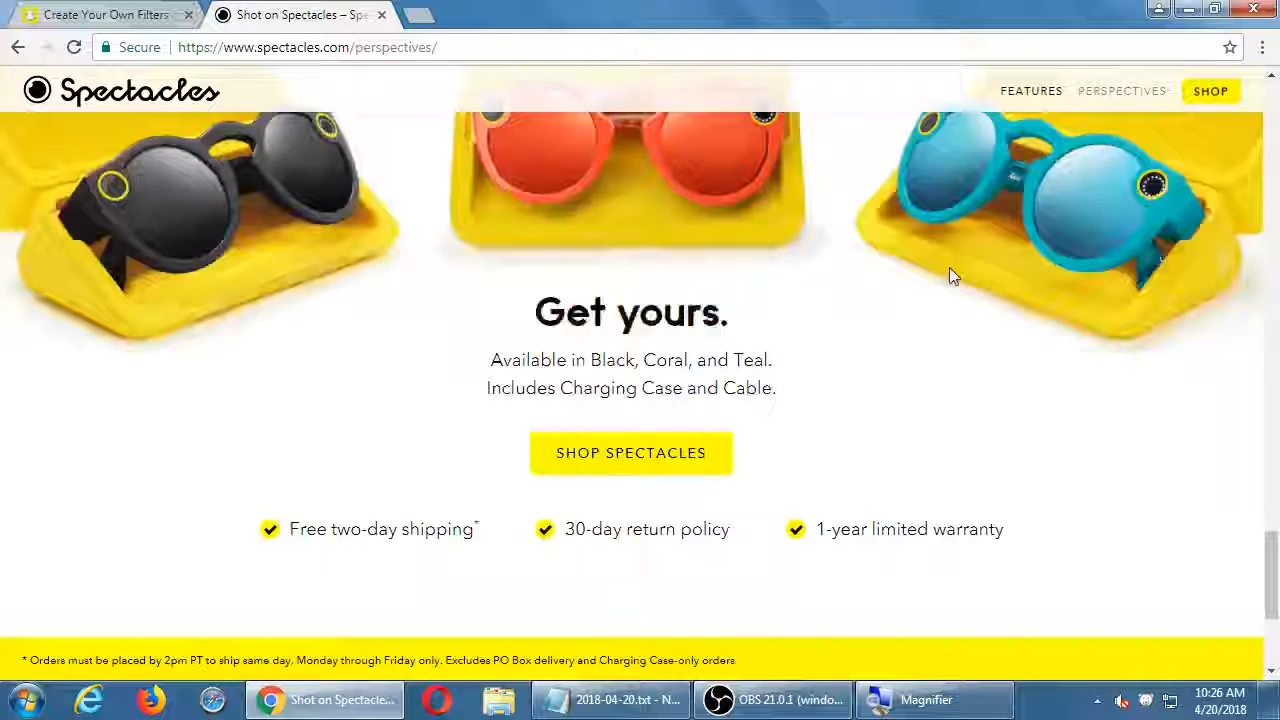 Create Your Own Filters
Shot on Spectacles – Spe
Secure
https://www.spectacles.com/perspectives/
Spectacles
FEATURES
PERSPECTIVES
SHOP
Get yours.
Available in Black, Coral, and Teal.
Includes Charging Case and Cable.
SHOP SPECTACLES
Free two-day shipping*
30-day return policy
1-year limited warranty
* Orders must be placed by 2pm PT to ship same day, Monday through Friday only. Excludes PO Box delivery and Charging Case-only orders
Shot on Spectacle...
2018-04-20.txt - N...
OBS 21.0.1 (windo...
Magnifier
10:26 AM
4/20/2018